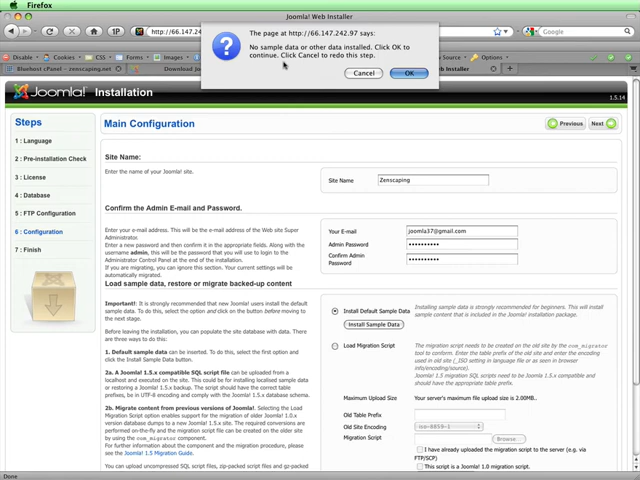 Firefox
Joomla! Web Installer
http://66.147.24
Disable
Cookies
CSS
Forms
Images
Options
Bluehost cPanel - zenscaping.net
Download Jo
Web Installer
The page at http://66.147.242.97 says:
No sample data or other data installed. Click OK to
continue. Click Cancel to redo this step.
Cancel
OK
Joomla! Installation
1.5.14
Steps
1 : Language
2 : Pre-installation Check
3 : License
4 : Database
5 : FTP Configuration
6 : Configuration
7 : Finish
Main Configuration
Previous
Next
Site Name:
Enter the name of your Joomla! site.
Site Name
Zenscaping
Confirm the Admin E-mail and Password.
Enter your e-mail address. This will be the e-mail address of the Web site Super
Administrator.
Enter a new password and then confirm it in the appropriate fields. Along with the
username admin, this will be the password that you will use to login to the
Administrator Control Panel at the end of the installation.
If you are migrating, you can ignore this section. Your current settings will be
automatically migrated.
Your E-mail
joomla37@gmail.com
Admin Password
Confirm Admin
Password
Load sample data, restore or migrate backed-up content
Important!: It is strongly recommended that new Joomla! users install the default
sample data. To do this, select the option and click on the button before moving to
the next stage.
Before leaving the installation, you can populate the site database with data. There
are three ways to do this:
1. Default sample data can be inserted. To do this, select the first option and
click the Install Sample Data button.
2a. A Joomla! 1.5.x compatible SQL script file can be uploaded from a
localhost and executed on the site. This could be for installing localised sample
data or restoring a Joomla! 1.5.x backup. The script should have the correct table
prefixes, be in UTF-8 encoding and comply with the Joomla! 1.5.x database schema.
2b. Migrate content from previous versions of Joomla!. Selecting the Load
Migration Script option enables support for the migration of older Joomla! 1.0.x
version database dumps to a new Joomla! 1.5.x site. The required conversions are
performed on-the-fly and the migration script file can be created on the older site
by using the com_migrator component.
For further information about the component and the migration procedure, please
see the Joomla! 1.5 Migration Guide.
You can upload uncompressed SQL script files, zip-packed script files and gz-packed
Install Default Sample Data
Installing sample data is strongly recommended for beginners. This will install
sample content that is included in the Joomla! installation package.
Install Sample Data
Load Migration Script
The migration script needs to be created on the old site by the com_migrator
tool to conform. Enter the table prefix of the old site and enter the encoding
used in the old site (_ISO setting in language file or as seen in browser
info/encoding/source).
Joomla! 1.5 migration SQL scripts need to be Joomla 1.5.x compatible and
should have the appropriate table prefix.
Maximum Upload Size
Your server's maximum file upload size is 2.00MB..
Old Table Prefix
Old Site Encoding
iso-8859-1
Migration Script
Browse...
I have already uploaded the migration script to the server (e.g. via
FTP/SCP)
This script is Joomla! 1.0 migration script.
Done